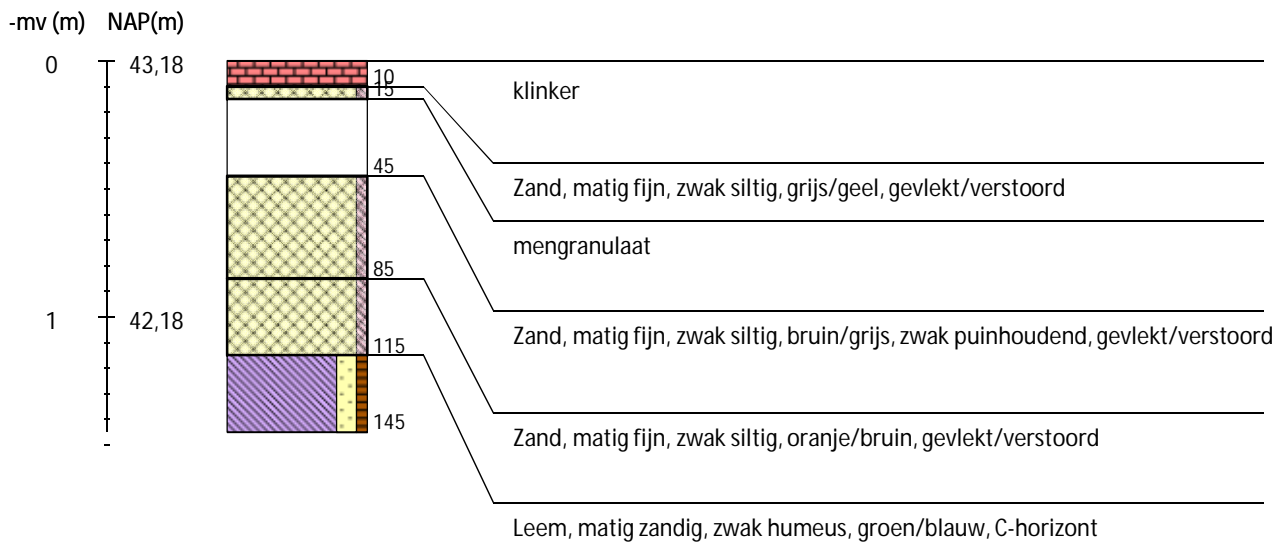 -mv (m) NAP(m)
0 43,18
10
klinker
15
45
Zand, matig fijn, zwak siltig, grijs/geel, gevlekt/verstoord
mengranulaat
85
1 42,18
Zand, matig fijn, zwak siltig, bruin/grijs, zwak puinhoudend, gevlekt/verstoord
115
145
Zand, matig fijn, zwak siltig, oranje/bruin, gevlekt/verstoord
Leem, matig zandig, zwak humeus, groen/blauw, C-horizont